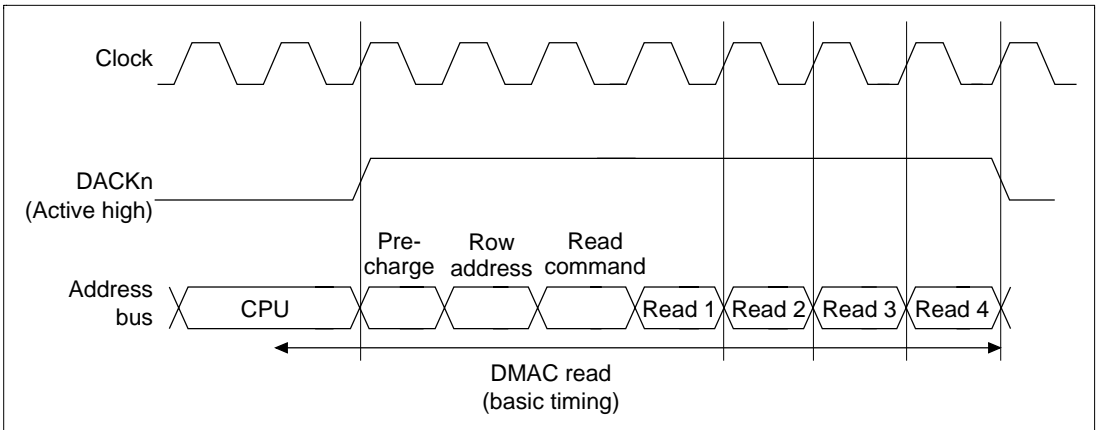 Clock
DACKn
(Active high)
Pre-
charge
Row
address
Read
command
Address
bus
CPU
Read 1
Read 2
Read 3
Read 4
DMAC read
(basic timing)